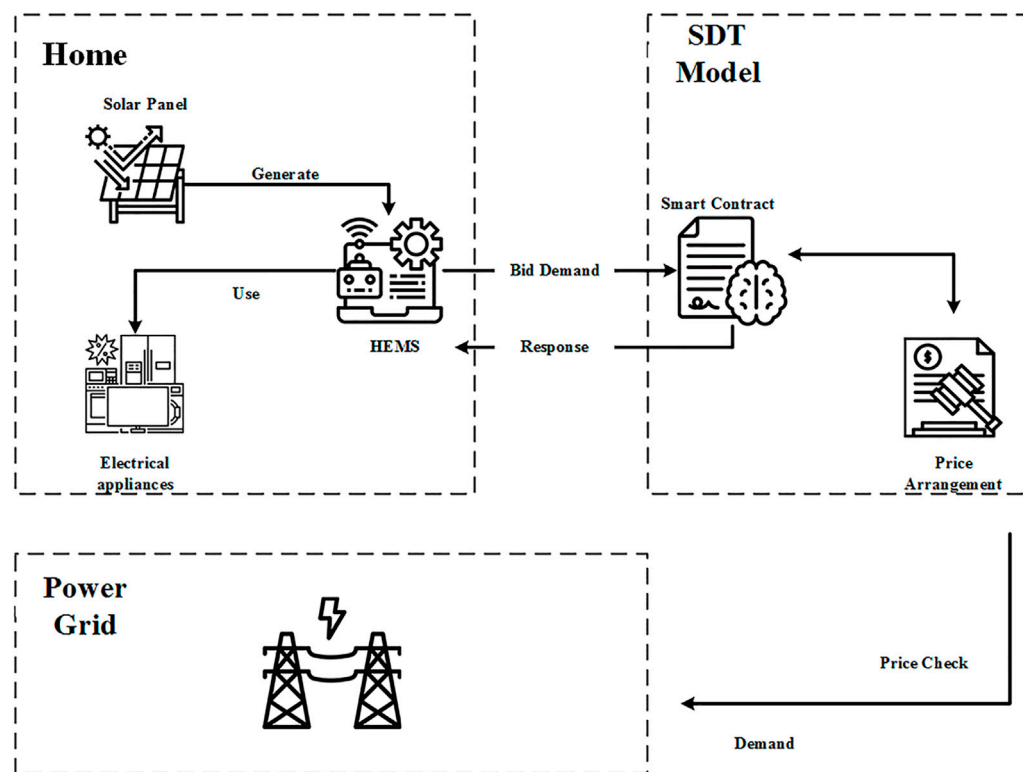 Home
SDT
Model
Solar Panel
Generate
Smart Contract
Bid Demand
Use
HEMS
Response
$
Electrical
appliances
Price
Arrangement
Power
Grid
Price Check
Demand